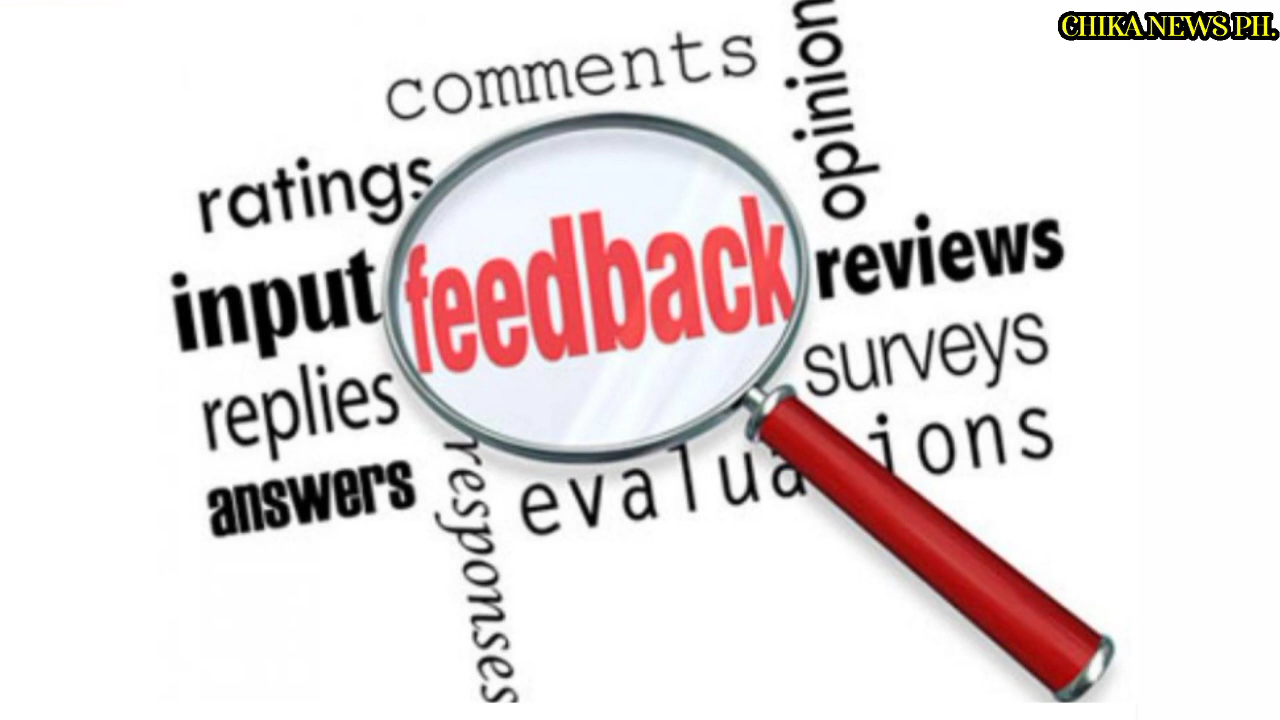 CHIKA NEWS PH.
comments
opinion
ratings
feedback
reviews
input
surveys
replies
evalua ions
answers
responses